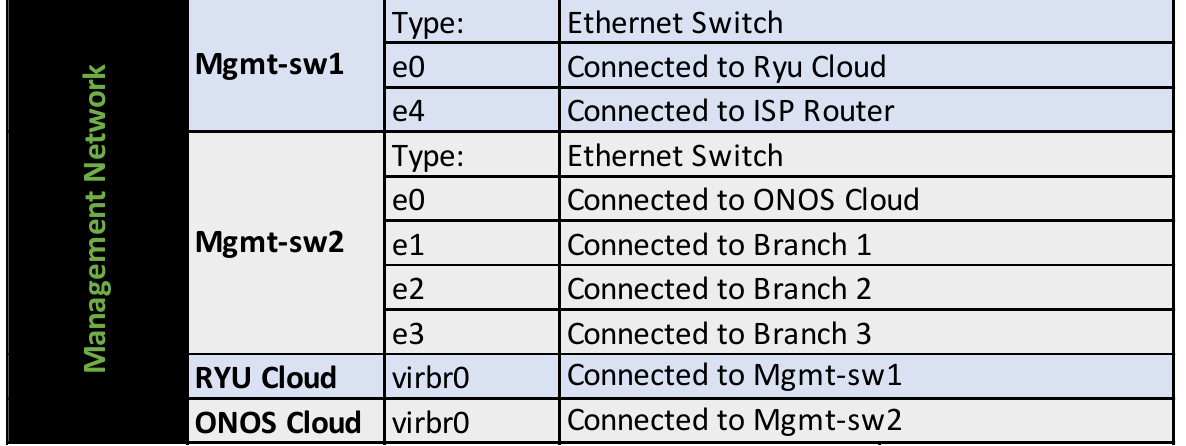 Management Network
Mgmt-sw1
Type: Ethernet Switch
e0 Connected to Ryu Cloud
e4 Connected to ISP Router
Mgmt-sw2
Type: Ethernet Switch
e0 Connected to ONOS Cloud
e1 Connected to Branch 1
e2 Connected to Branch 2
e3 Connected to Branch 3
RYU Cloud virbr0 Connected to Mgmt-sw1
ONOS Cloud virbr0 Connected to Mgmt-sw2